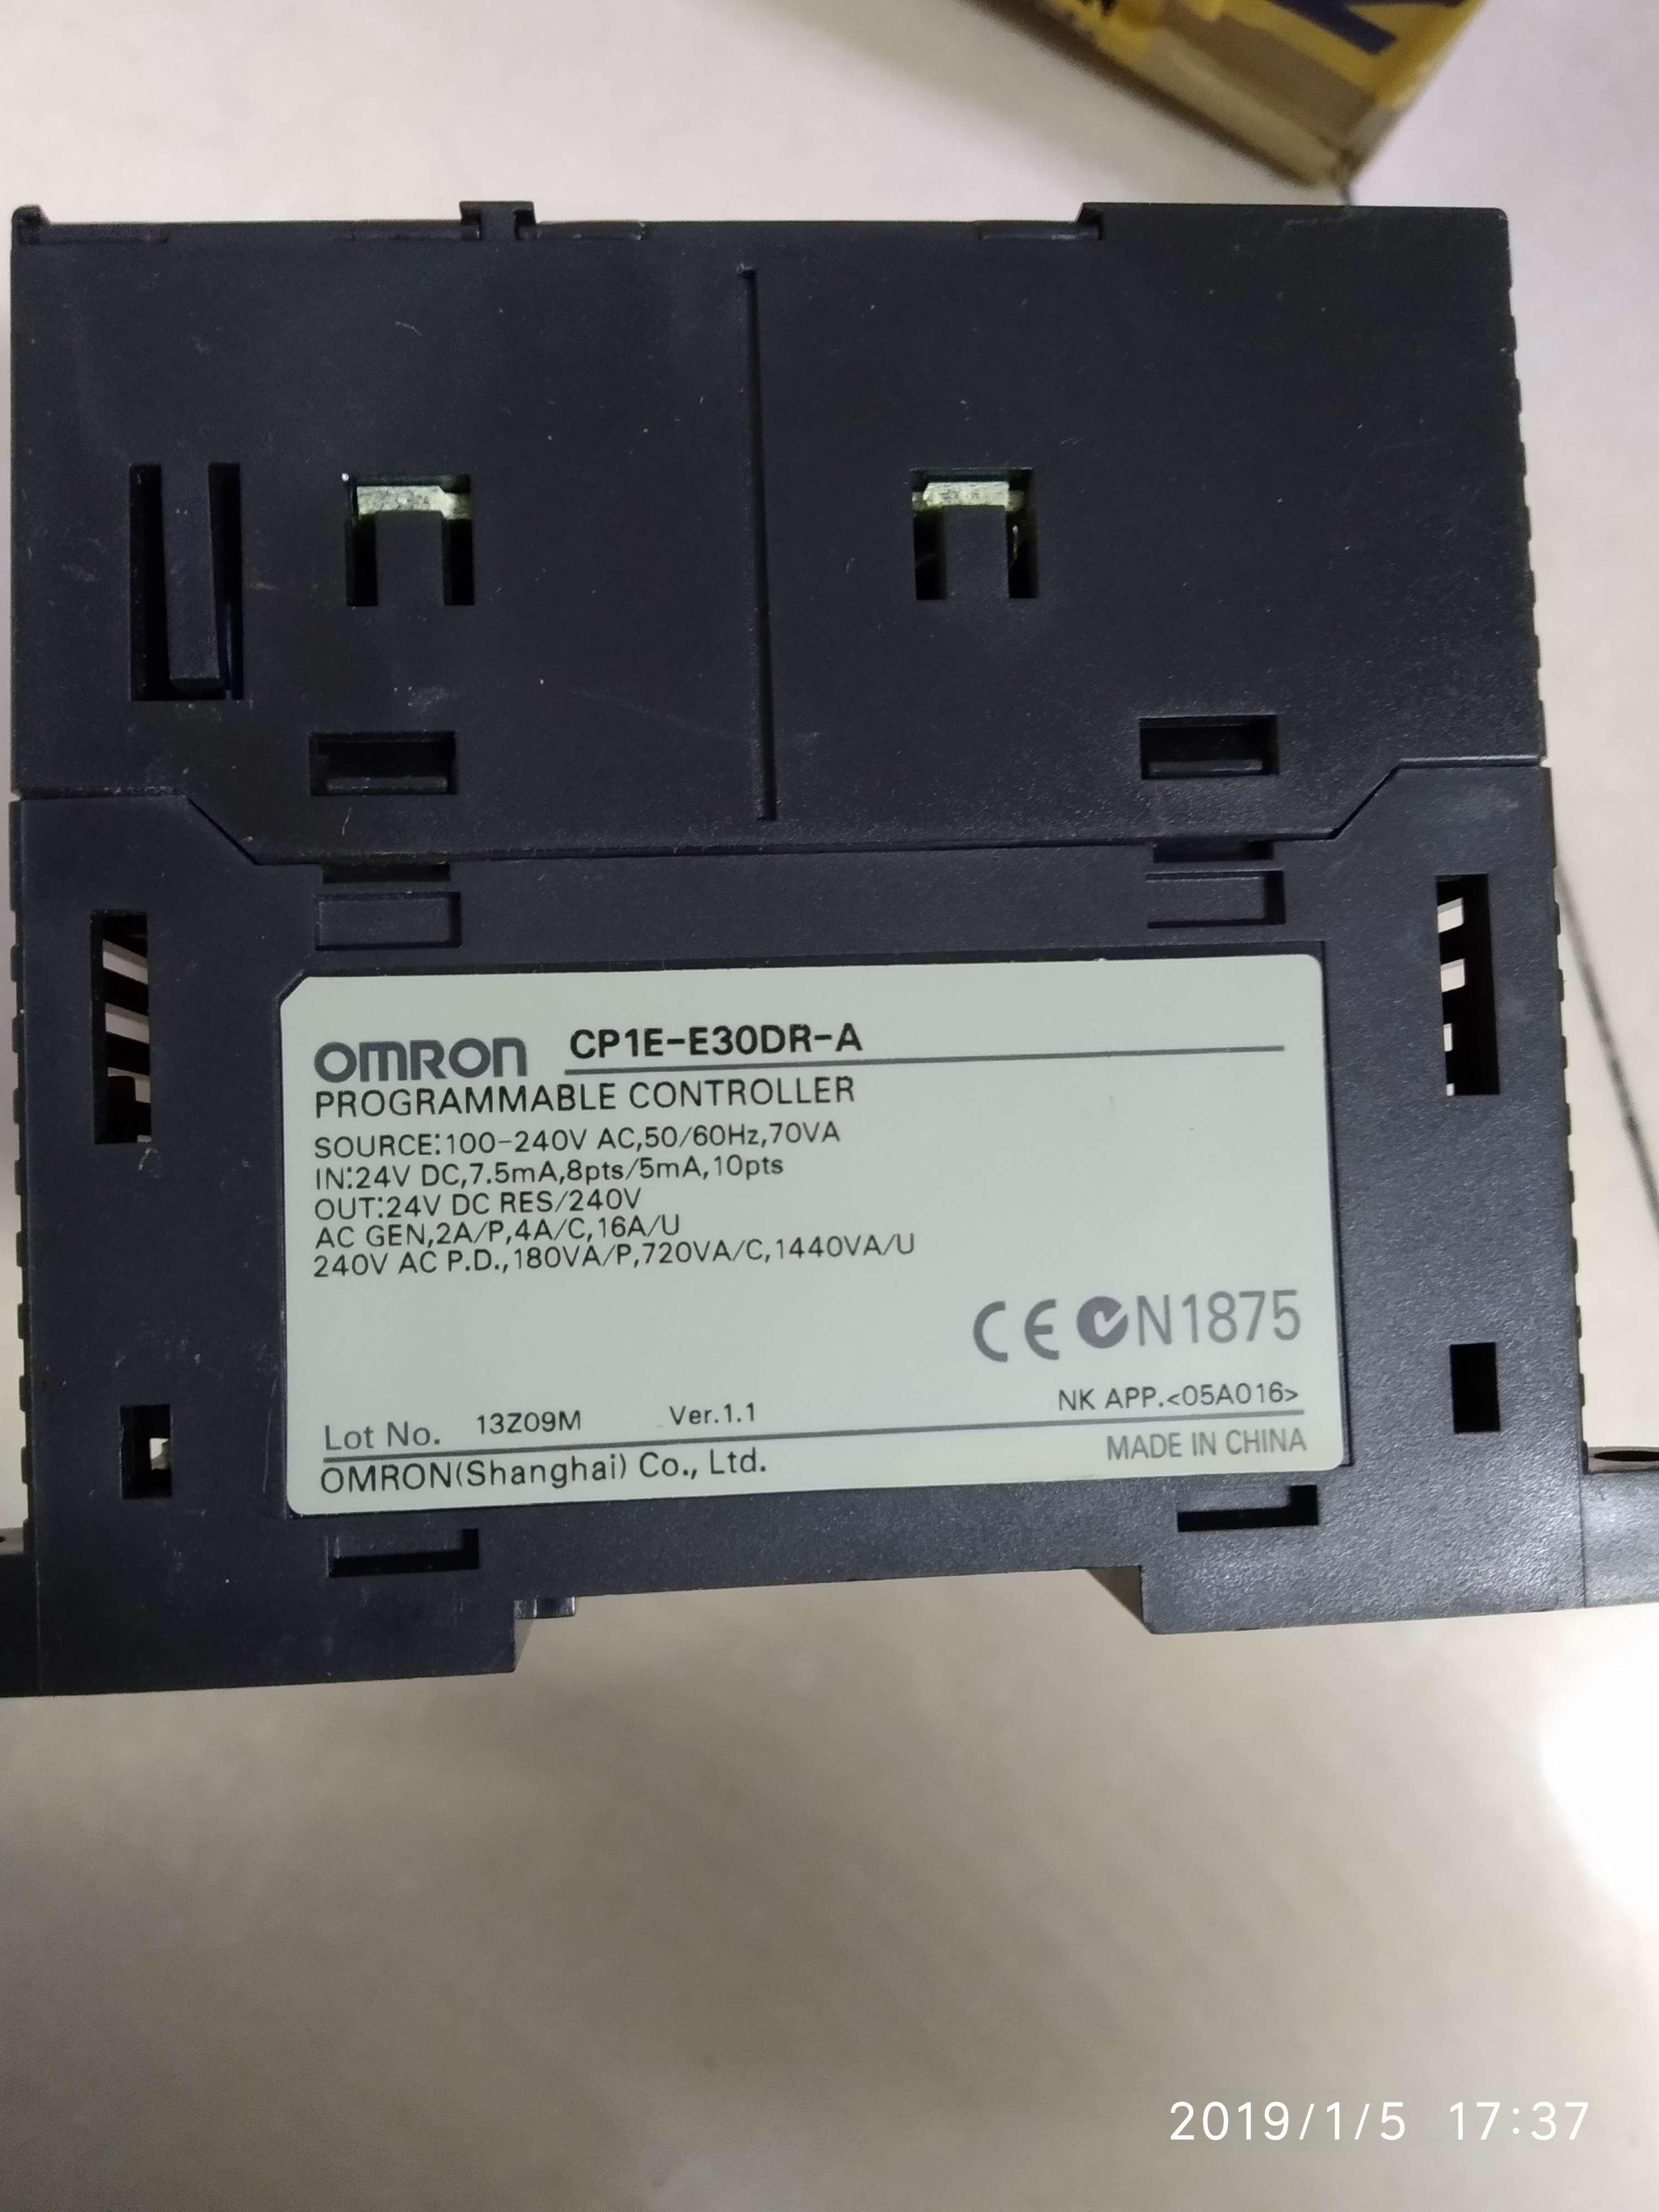 OMRON CP1E-E30DR-A
PROGRAMMABLE CONTROLLER
SOURCE:100-240V AC,50/60Hz,70VA
IN:24V DC,7.5mA,8pts/5mA,10pts
OUT:24V DC RES/240V
AC GEN,2A/P,4A/C,16A/U
240V AC P.D.,180VA/P,720VA/C,1440VA/U
CE N1875
NK APP.<05A016>
Lot No. 13Z09M Ver.1.1
OMRON(Shanghai) Co., Ltd. MADE IN CHINA
2019/1/5 17:37